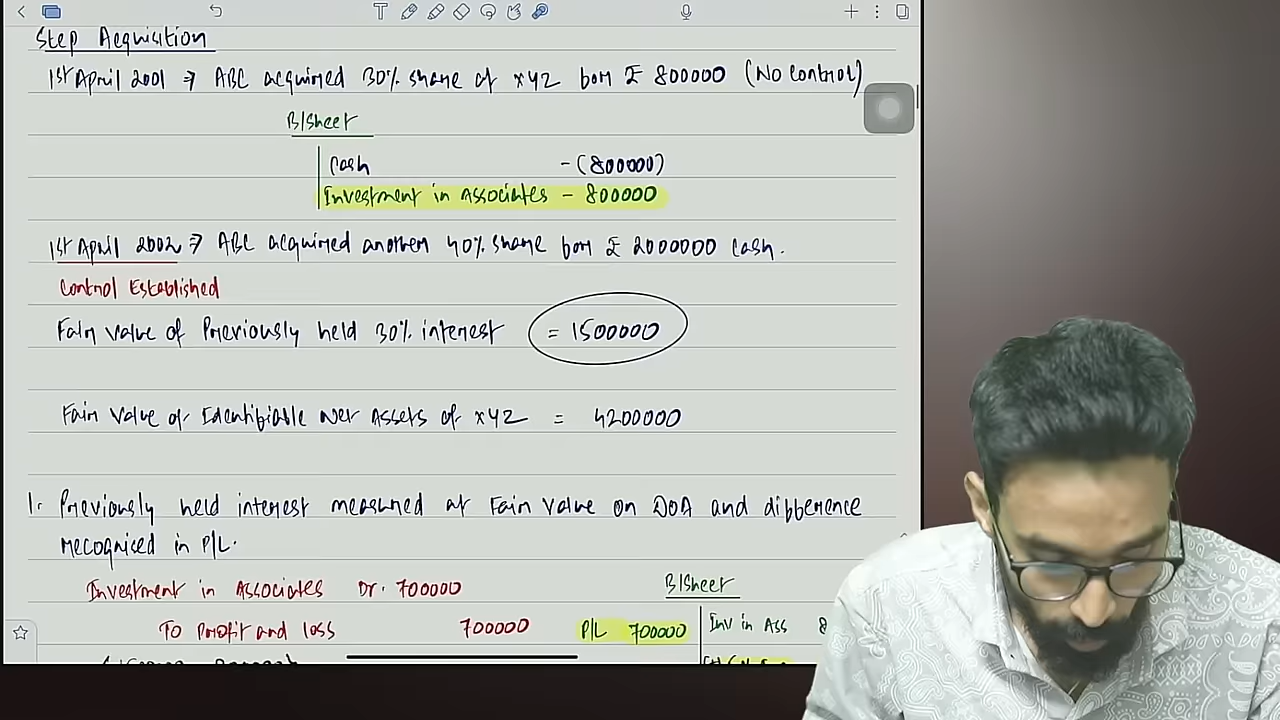 Step Acquisition
1st April 2001 ⇒ ABC acquired 30% share of XYZ for ₹ 800000 (No Control)
B/Sheet
Cash - (800000)
Investment in Associates - 800000
1st April 2002 ⇒ ABC acquired another 40% share for ₹ 2000000 cash.
Control Established
Fair Value of Previously held 30% interest = 1500000
Fair Value of Identifiable Net Assets of XYZ = 4200000
1. Previously held interest measured at Fair Value on DOA and difference
recognised in P/L.
Investment in Associates Dr. 700000
B/Sheet
To Profit and loss 700000
P/L 700000
Inv in Ass 8